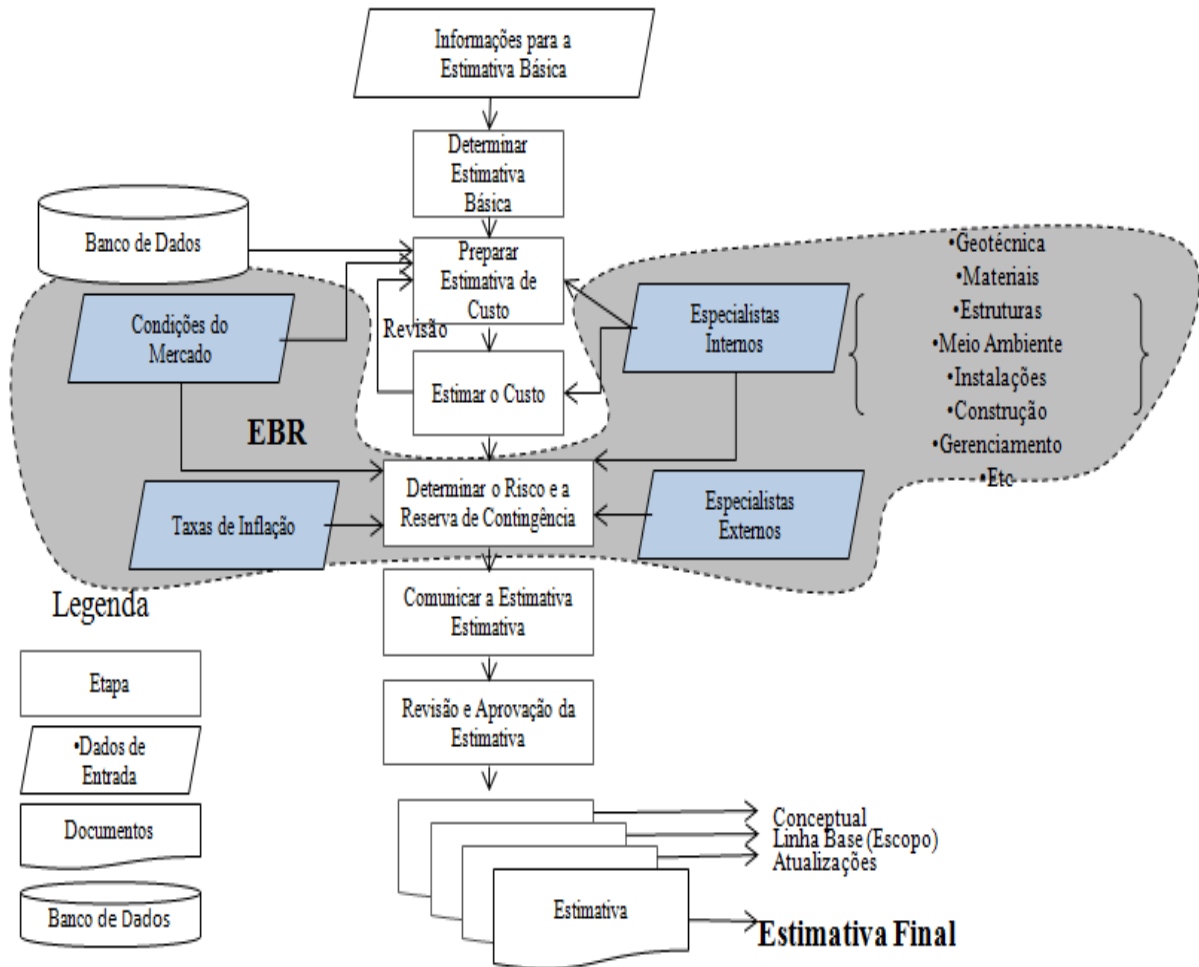 Informações para a
Estimativa Básica
Determinar
Estimativa
Básica
Banco de Dados
Preparar
Estimativa de
Custo
Condições do
Mercado
Revisão
Especialistas
Internos
•Geotécnica
•Materiais
•Estruturas
•Meio Ambiente
•Instalações
•Construção
•Gerenciamento
•Etc
Estimar o Custo
EBR
Determinar o Risco e a
Reserva de Contingência
Taxas de Inflação
Especialistas
Externos
Comunicar a Estimativa
Estimativa
Legenda
Etapa
Revisão e Aprovação da
Estimativa
•Dados de
Entrada
Documentos
Banco de Dados
Conceptual
Linha Base (Escopo)
Atualizações
Estimativa
Estimativa Final